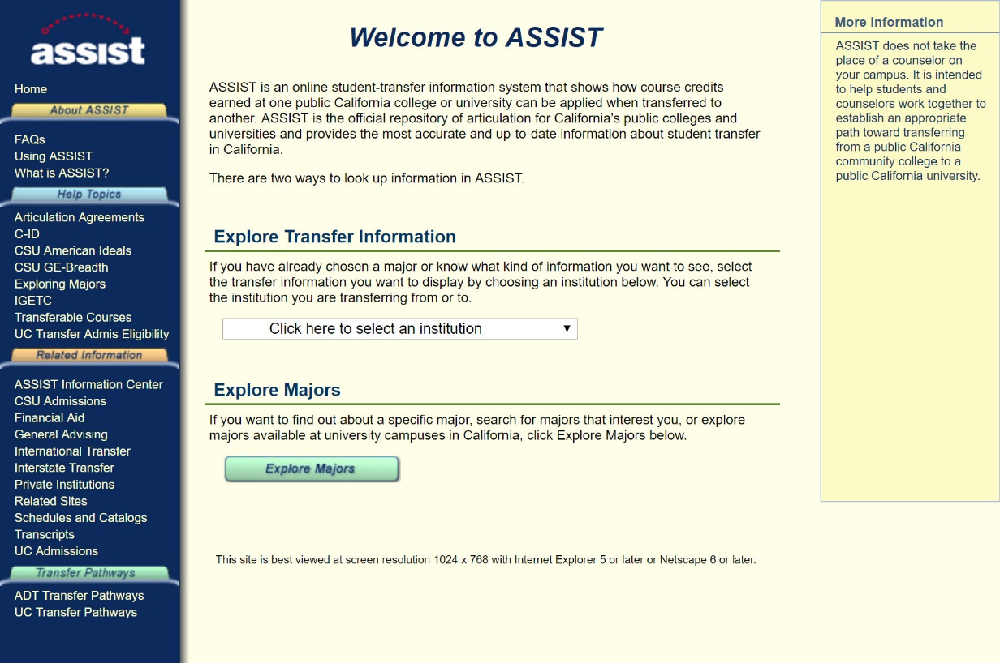 assist
Home
About ASSIST
FAQs
Using ASSIST
What is ASSIST?
Help Topics
Articulation Agreements
C-ID
CSU American Ideals
CSU GE-Breadth
Exploring Majors
IGETC
Transferable Courses
UC Transfer Admis Eligibility
Related Information
ASSIST Information Center
CSU Admissions
Financial Aid
General Advising
International Transfer
Interstate Transfer
Private Institutions
Related Sites
Schedules and Catalogs
Transcripts
UC Admissions
Transfer Pathways
ADT Transfer Pathways
UC Transfer Pathways
Welcome to ASSIST
ASSIST is an online student-transfer information system that shows how course credits
earned at one public California college or university can be applied when transferred to
another. ASSIST is the official repository of articulation for California’s public colleges and
universities and provides the most accurate and up-to-date information about student transfer
in California.
There are two ways to look up information in ASSIST.
Explore Transfer Information
If you have already chosen a major or know what kind of information you want to see, select
the transfer information you want to display by choosing an institution below. You can select
the institution you are transferring from or to.
Click here to select an institution
Explore Majors
If you want to find out about a specific major, search for majors that interest you, or explore
majors available at university campuses in California, click Explore Majors below.
Explore Majors
This site is best viewed at screen resolution 1024 x 768 with Internet Explorer 5 or later or Netscape 6 or later.
More Information
ASSIST does not take the
place of a counselor on
your campus. It is intended
to help students and
counselors work together to
establish an appropriate
path toward transferring
from a public California
community college to a
public California university.